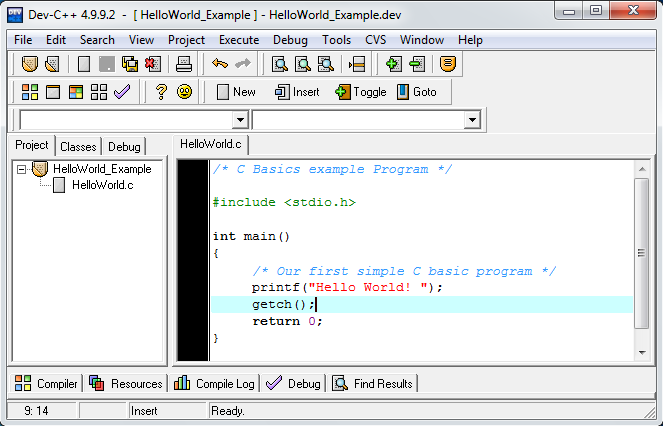 Dev-C++ 4.9.9.2 - [ HelloWorld_Example ] - HelloWorld_Example.dev
File Edit Search View Project Execute Debug Tools CVS Window Help
New Insert Toggle Goto
Project Classes Debug HelloWorld.c
HelloWorld_Example
HelloWorld.c
/* C Basics example Program */
#include <stdio.h>
int main()
{
/* Our first simple C basic program */
printf("Hello World! ");
getch();
return 0;
}
Compiler Resources Compile Log Debug Find Results
9: 14 Insert Ready.